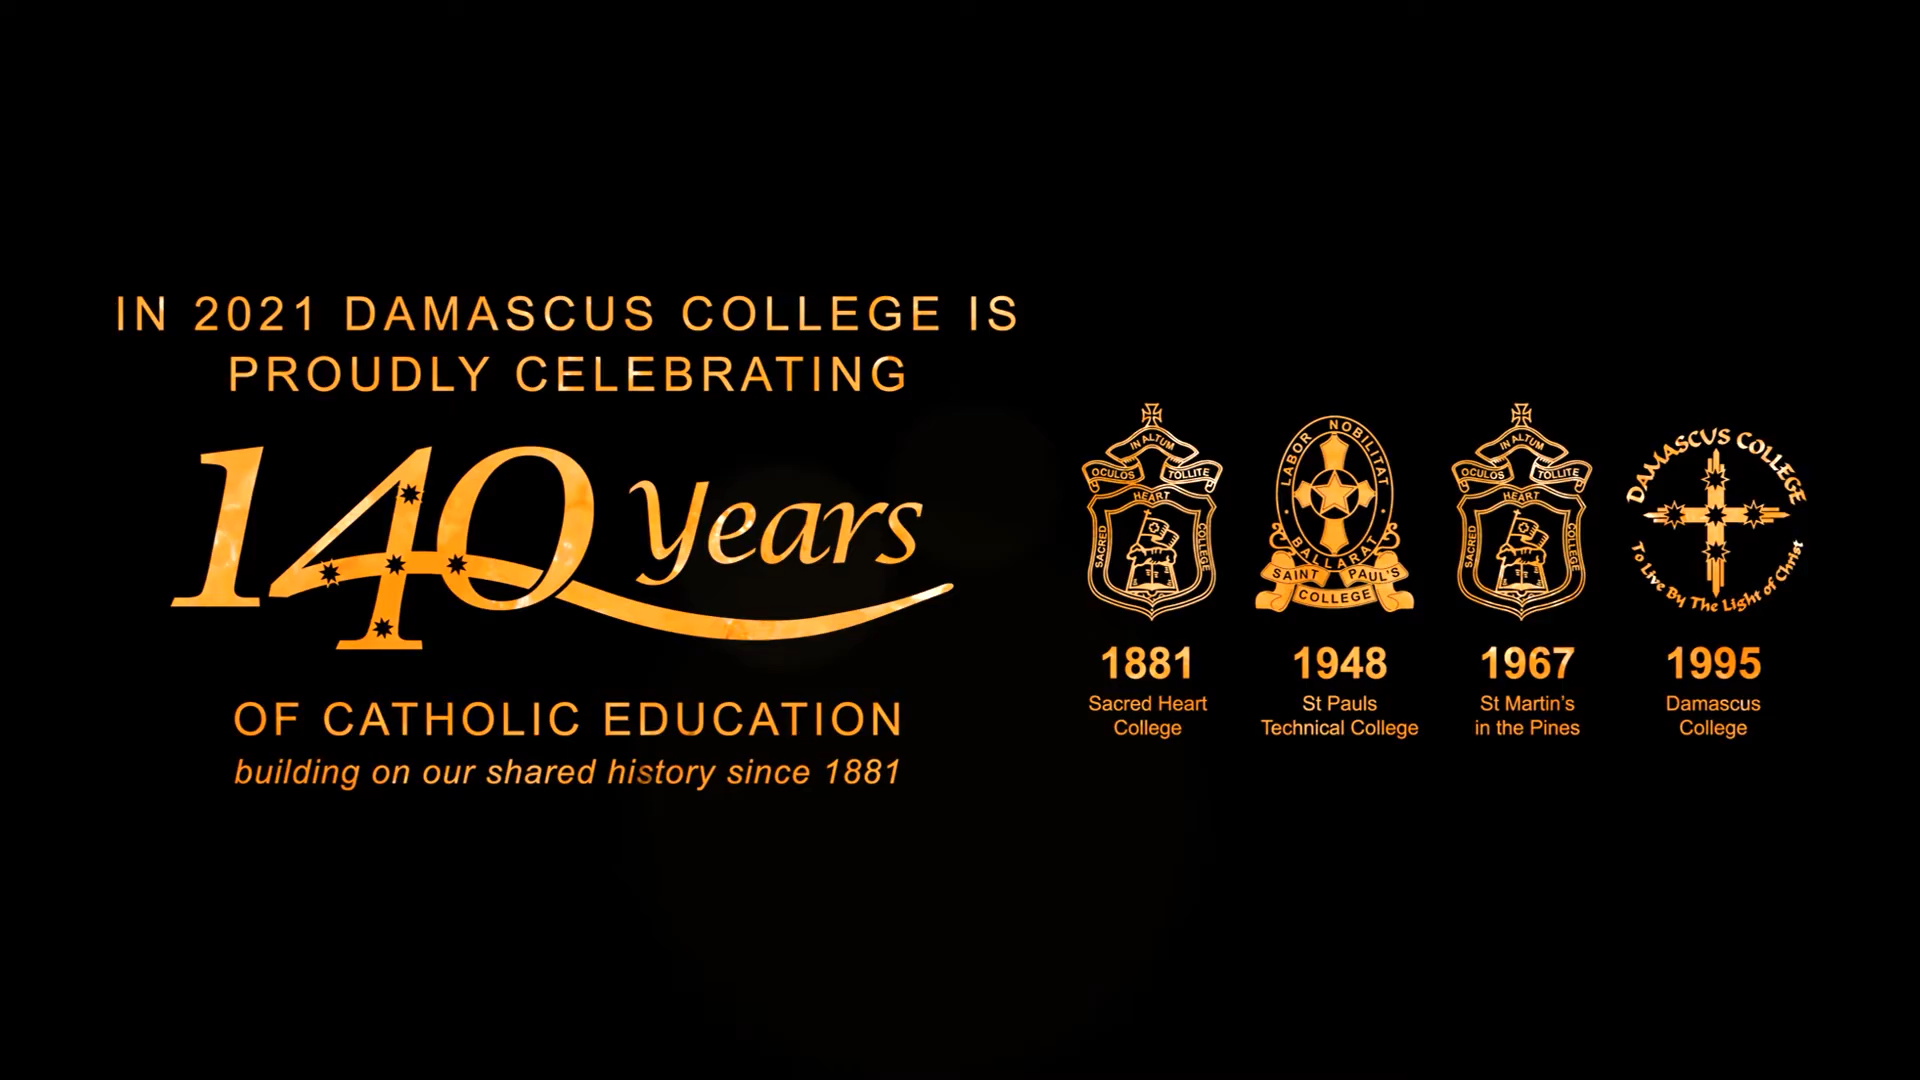 IN 2021 DAMASCUS COLLEGE IS
PROUDLY CELEBRATING
140 Years
OF CATHOLIC EDUCATION
building on our shared history since 1881
IN ALTUM
OCULOS TOLLITE
HEART
SACRED
COLLEGE
1881
Sacred Heart
College
LABOR NOBILITAT
BALLARAT
SAINT PAUL'S
COLLEGE
1948
St Pauls
Technical College
IN ALTUM
OCULOS TOLLITE
HEART
SACRED
COLLEGE
1967
St Martin's
in the Pines
DAMASCUS COLLEGE
To Live By The Light of Christ
1995
Damascus
College